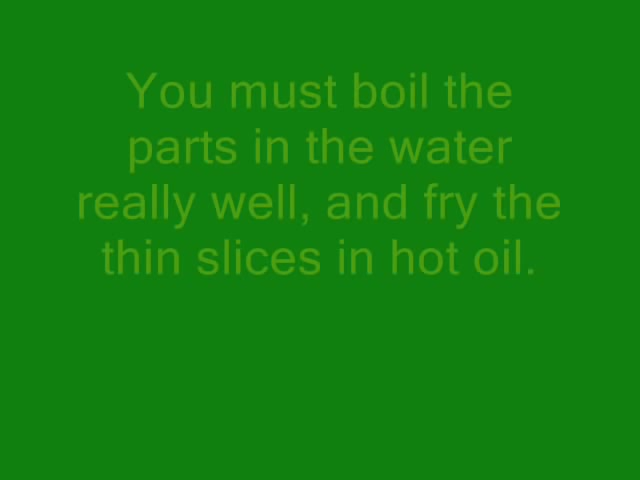 You must boil the
parts in the water
really well, and fry the
thin slices in hot oil.